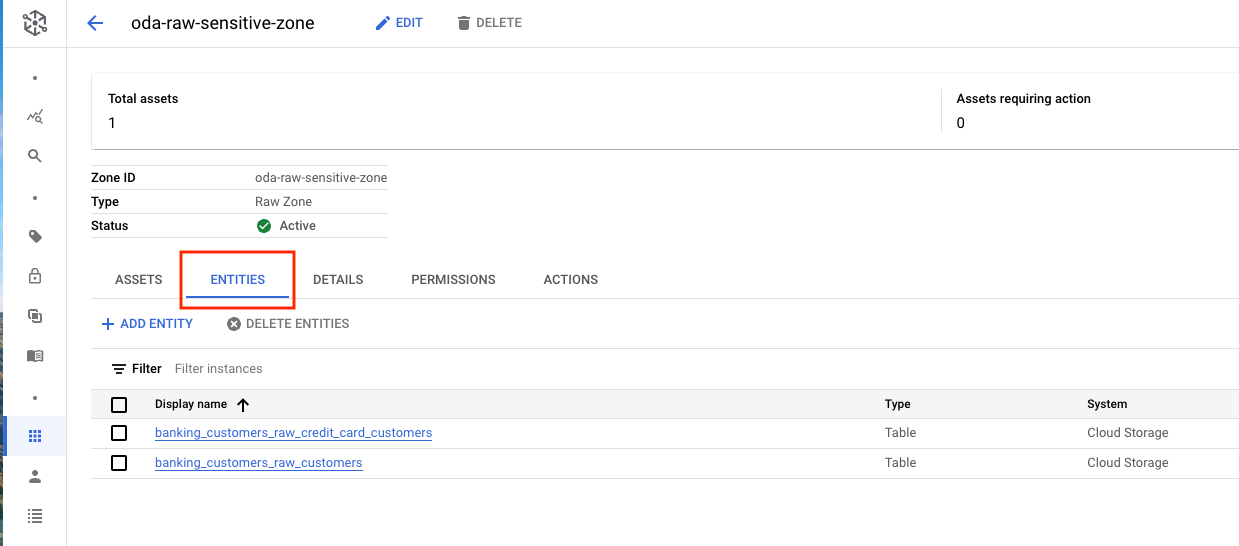 oda-raw-sensitive-zone EDIT DELETE
Total assets Assets requiring action
1 0
Zone ID oda-raw-sensitive-zone
Type Raw Zone
Status Active
ASSETS ENTITIES DETAILS PERMISSIONS ACTIONS
ADD ENTITY DELETE ENTITIES
Filter Filter instances
Display name Type System
banking_customers_raw_credit_card_customers Table Cloud Storage
banking_customers_raw_customers Table Cloud Storage